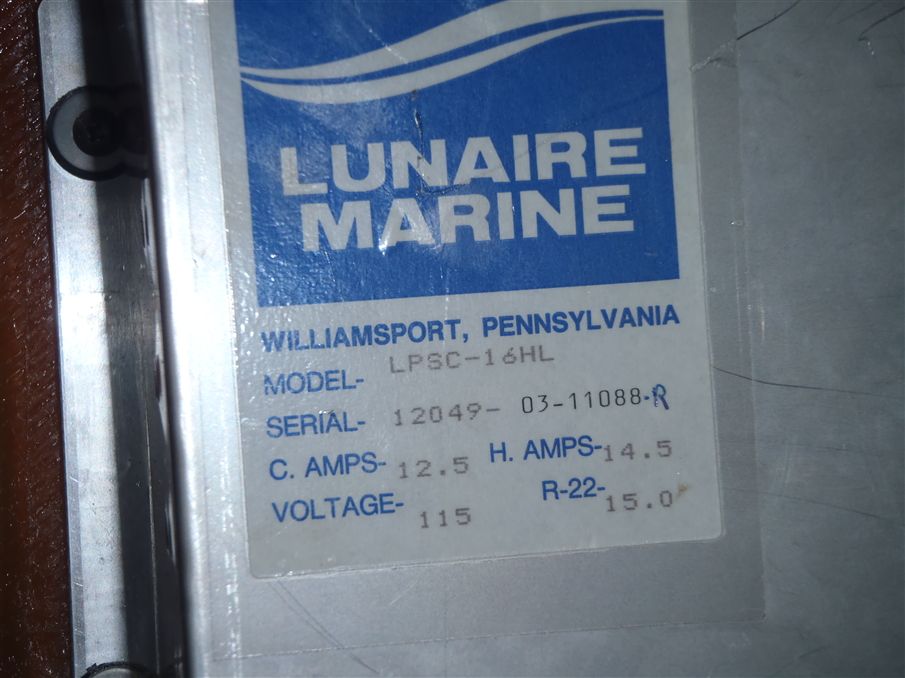 LUNAIRE
MARINE
WILLIAMSPORT, PENNSYLVANIA
MODEL- LPSC-16HL
SERIAL- 12049- 03-11088-R
C. AMPS- 12.5 H. AMPS- 14.5
VOLTAGE- 115 R-22- 15.0